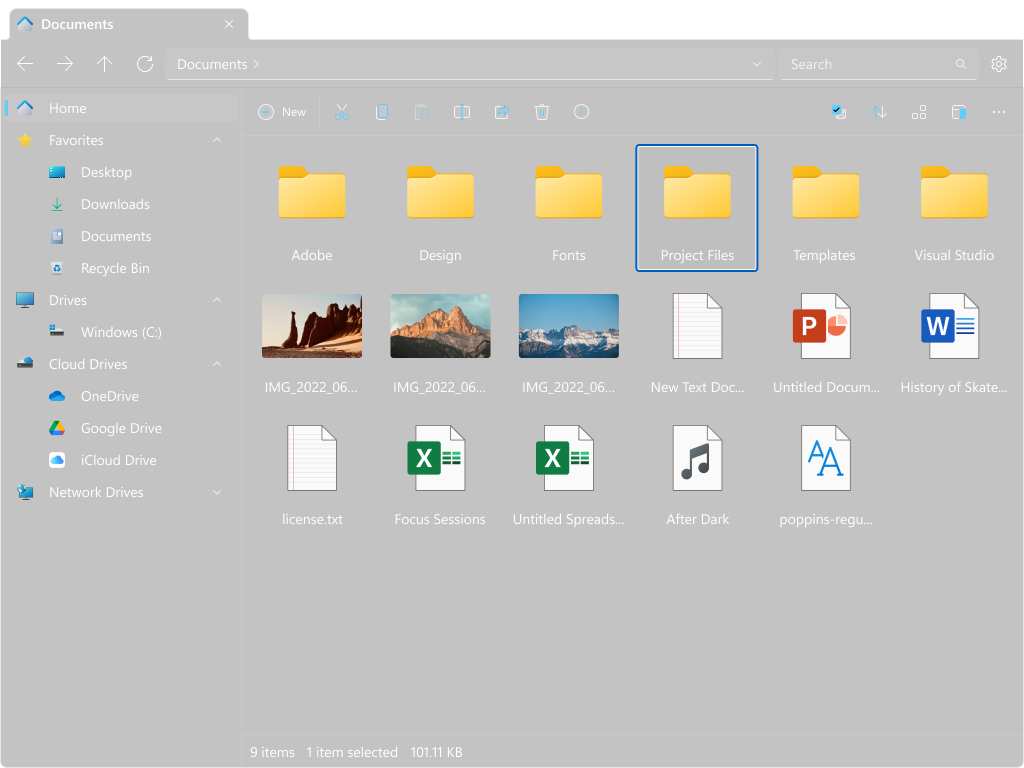 Documents
Documents
Search
Home
New
Favorites
Desktop
Downloads
Documents
Recycle Bin
Drives
Windows (C:)
Cloud Drives
OneDrive
Google Drive
iCloud Drive
Network Drives
Adobe
Design
Fonts
Project Files
Templates
Visual Studio
P
W
IMG_2022_06...
IMG_2022_06...
IMG_2022_06...
New Text Doc...
Untitled Docum...
History of Skate...
X
X
AA
license.txt
Focus Sessions
Untitled Spreads...
After Dark
poppins-regu...
9 items 1 item selected 101.11 KB